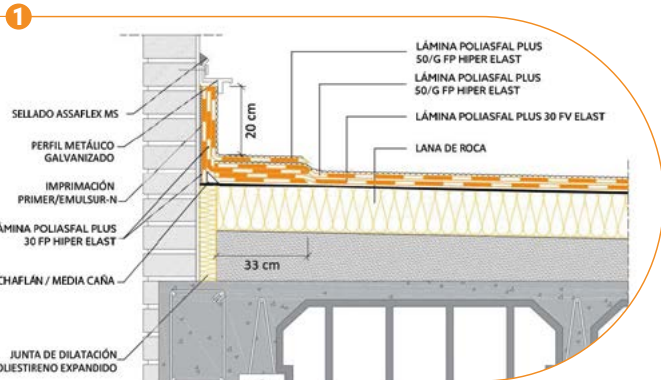 1
LÁMINA POLIASFAL PLUS
50/G FP HIPER ELAST
LÁMINA POLIASFAL PLUS
50/G FP HIPER ELAST
LÁMINA POLIASFAL PLUS 30 FV ELAST
LANA DE ROCA
SELLADO ASSAFLEX MS
PERFIL METÁLICO
GALVANIZADO
IMPRIMACIÓN
PRIMER/EMULSUR-N
ÁMINA POLIASFAL PLUS
30 FP HIPER ELAST
CHAFLÁN / MEDIA CAÑA
JUNTA DE DILATACIÓN
OLIESTIRENO EXPANDIDO
20 cm
33 cm